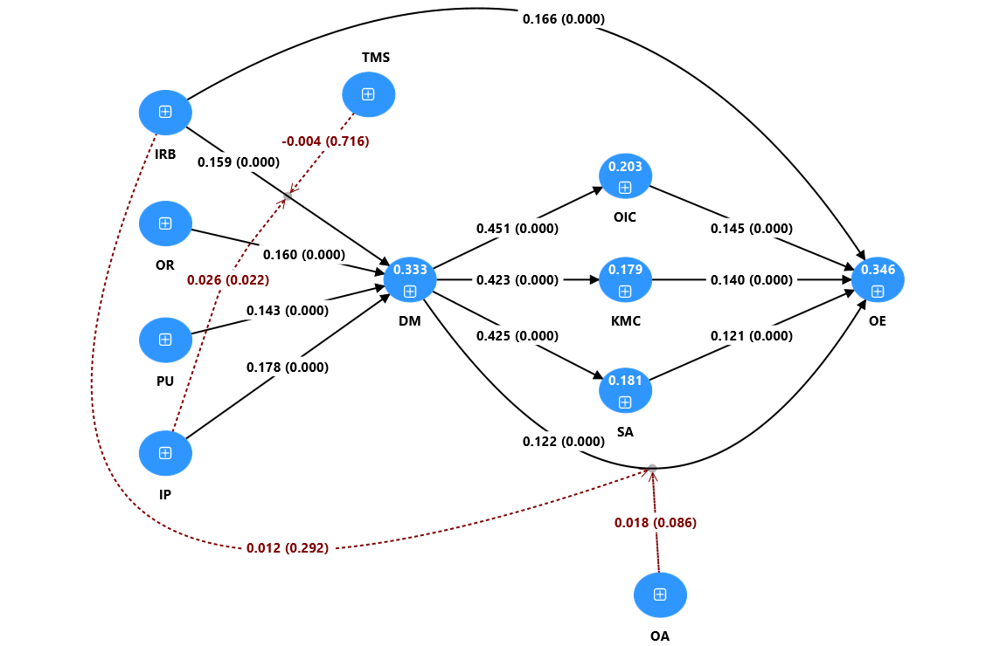 0.166 (0.000)
TMS
IRB
-0.004 (0.716)
0.159 (0.000)
0.203
OIC
OR
0.451 (0.000)
0.145 (0.000)
0.160 (0.000)
0.026 (0.022)
0.333
DM
0.423 (0.000)
0.179
KMC
0.140 (0.000)
0.346
OE
0.143 (0.000)
PU
0.425 (0.000)
0.121 (0.000)
0.178 (0.000)
0.181
SA
0.122 (0.000)
IP
0.018 (0.086)
0.012 (0.292)
OA